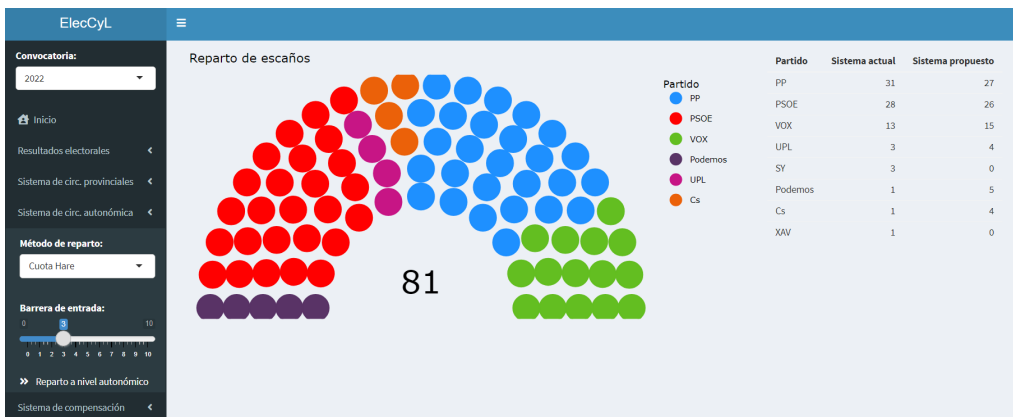 ElecCyL
Convocatoria:
2022
Inicio
Resultados electorales
Sistema de circ. provinciales
Sistema de circ. autonómica
Método de reparto:
Cuota Hare
Barrera de entrada:
0 3 10
0 1 2 3 4 5 6 7 8 9 10
Reparto a nivel autonómico
Sistema de compensación
Reparto de escaños
81
Partido
PP
PSOE
VOX
Podemos
UPL
Cs
Partido Sistema actual Sistema propuesto
PP 31 27
PSOE 28 26
VOX 13 15
UPL 3 4
SY 3 0
Podemos 1 5
Cs 1 4
XAV 1 0